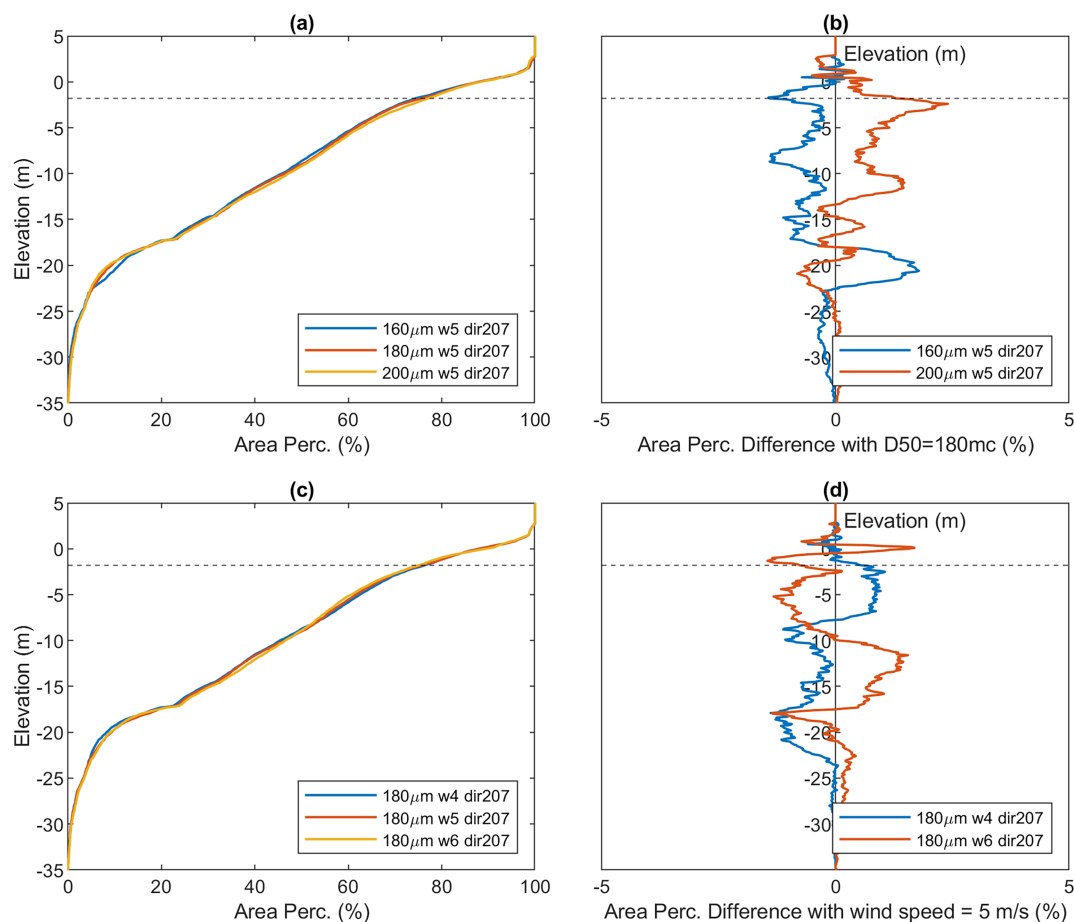 (a)
5
0
-5
-10
-15
-20
-25
-30
-35
Elevation (m)
160μm w5 dir207
180μm w5 dir207
200μm w5 dir207
0 20 40 60 80 100
Area Perc. (%)
(b)
Elevation (m)
0
-5
-10
-15
-20
-25
-30
160μm w5 dir207
200μm w5 dir207
-5 0 5
Area Perc. Difference with D50=180mc (%)
(c)
5
0
-5
-10
-15
-20
-25
-30
-35
Elevation (m)
180μm w4 dir207
180μm w5 dir207
180μm w6 dir207
0 20 40 60 80 100
Area Perc. (%)
(d)
Elevation (m)
0
-5
-10
-15
-20
-25
-30
180μm w4 dir207
180μm w6 dir207
-5 0 5
Area Perc. Difference with wind speed = 5 m/s (%)